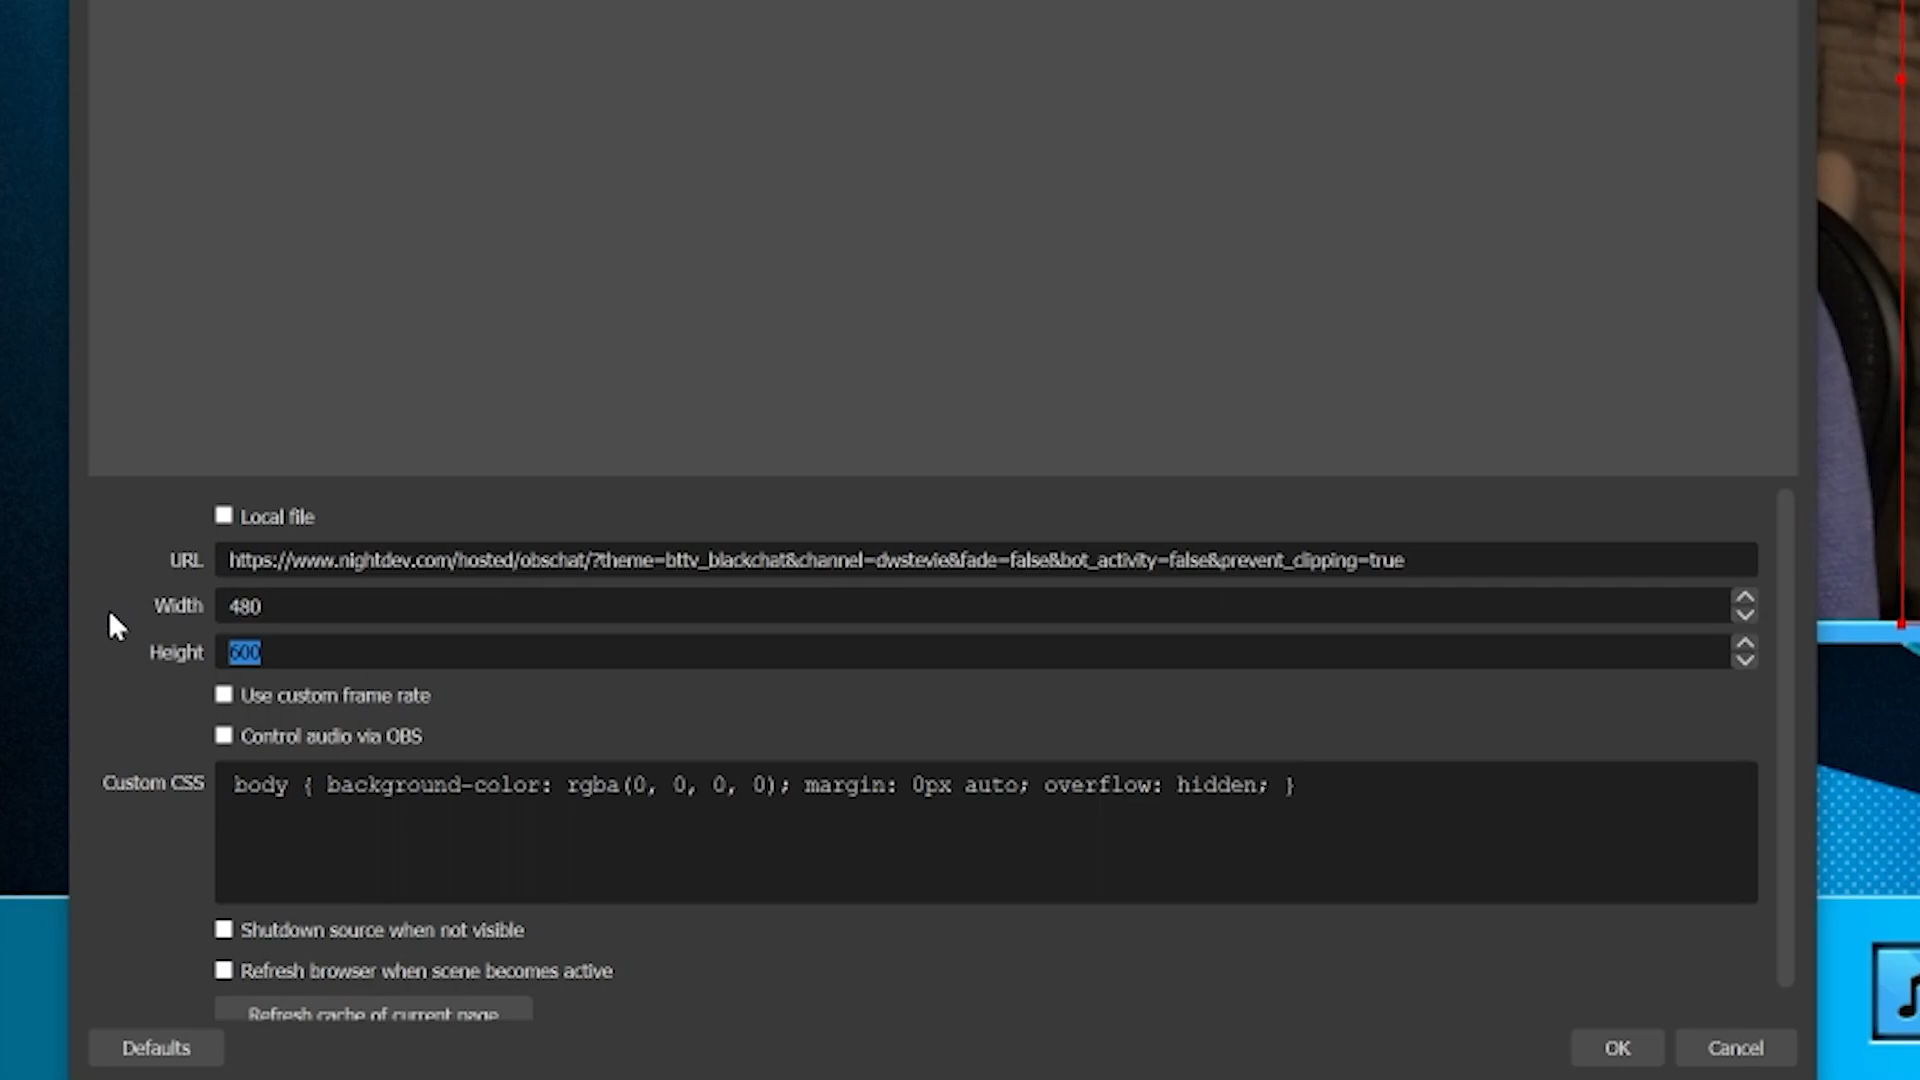 Local file
URL https://www.nightdev.com/hosted/obschat/?theme=bttv_blackchat&channel=dwstevie&fade=false&bot_activity=false&prevent_clipping=true
Width 480
Height 600
Use custom frame rate
Control audio via OBS
Custom CSS body { background-color: rgba(0, 0, 0, 0); margin: 0px auto; overflow: hidden; }
Shutdown source when not visible
Refresh browser when scene becomes active
Refresh cache of current page
Defaults OK Cancel